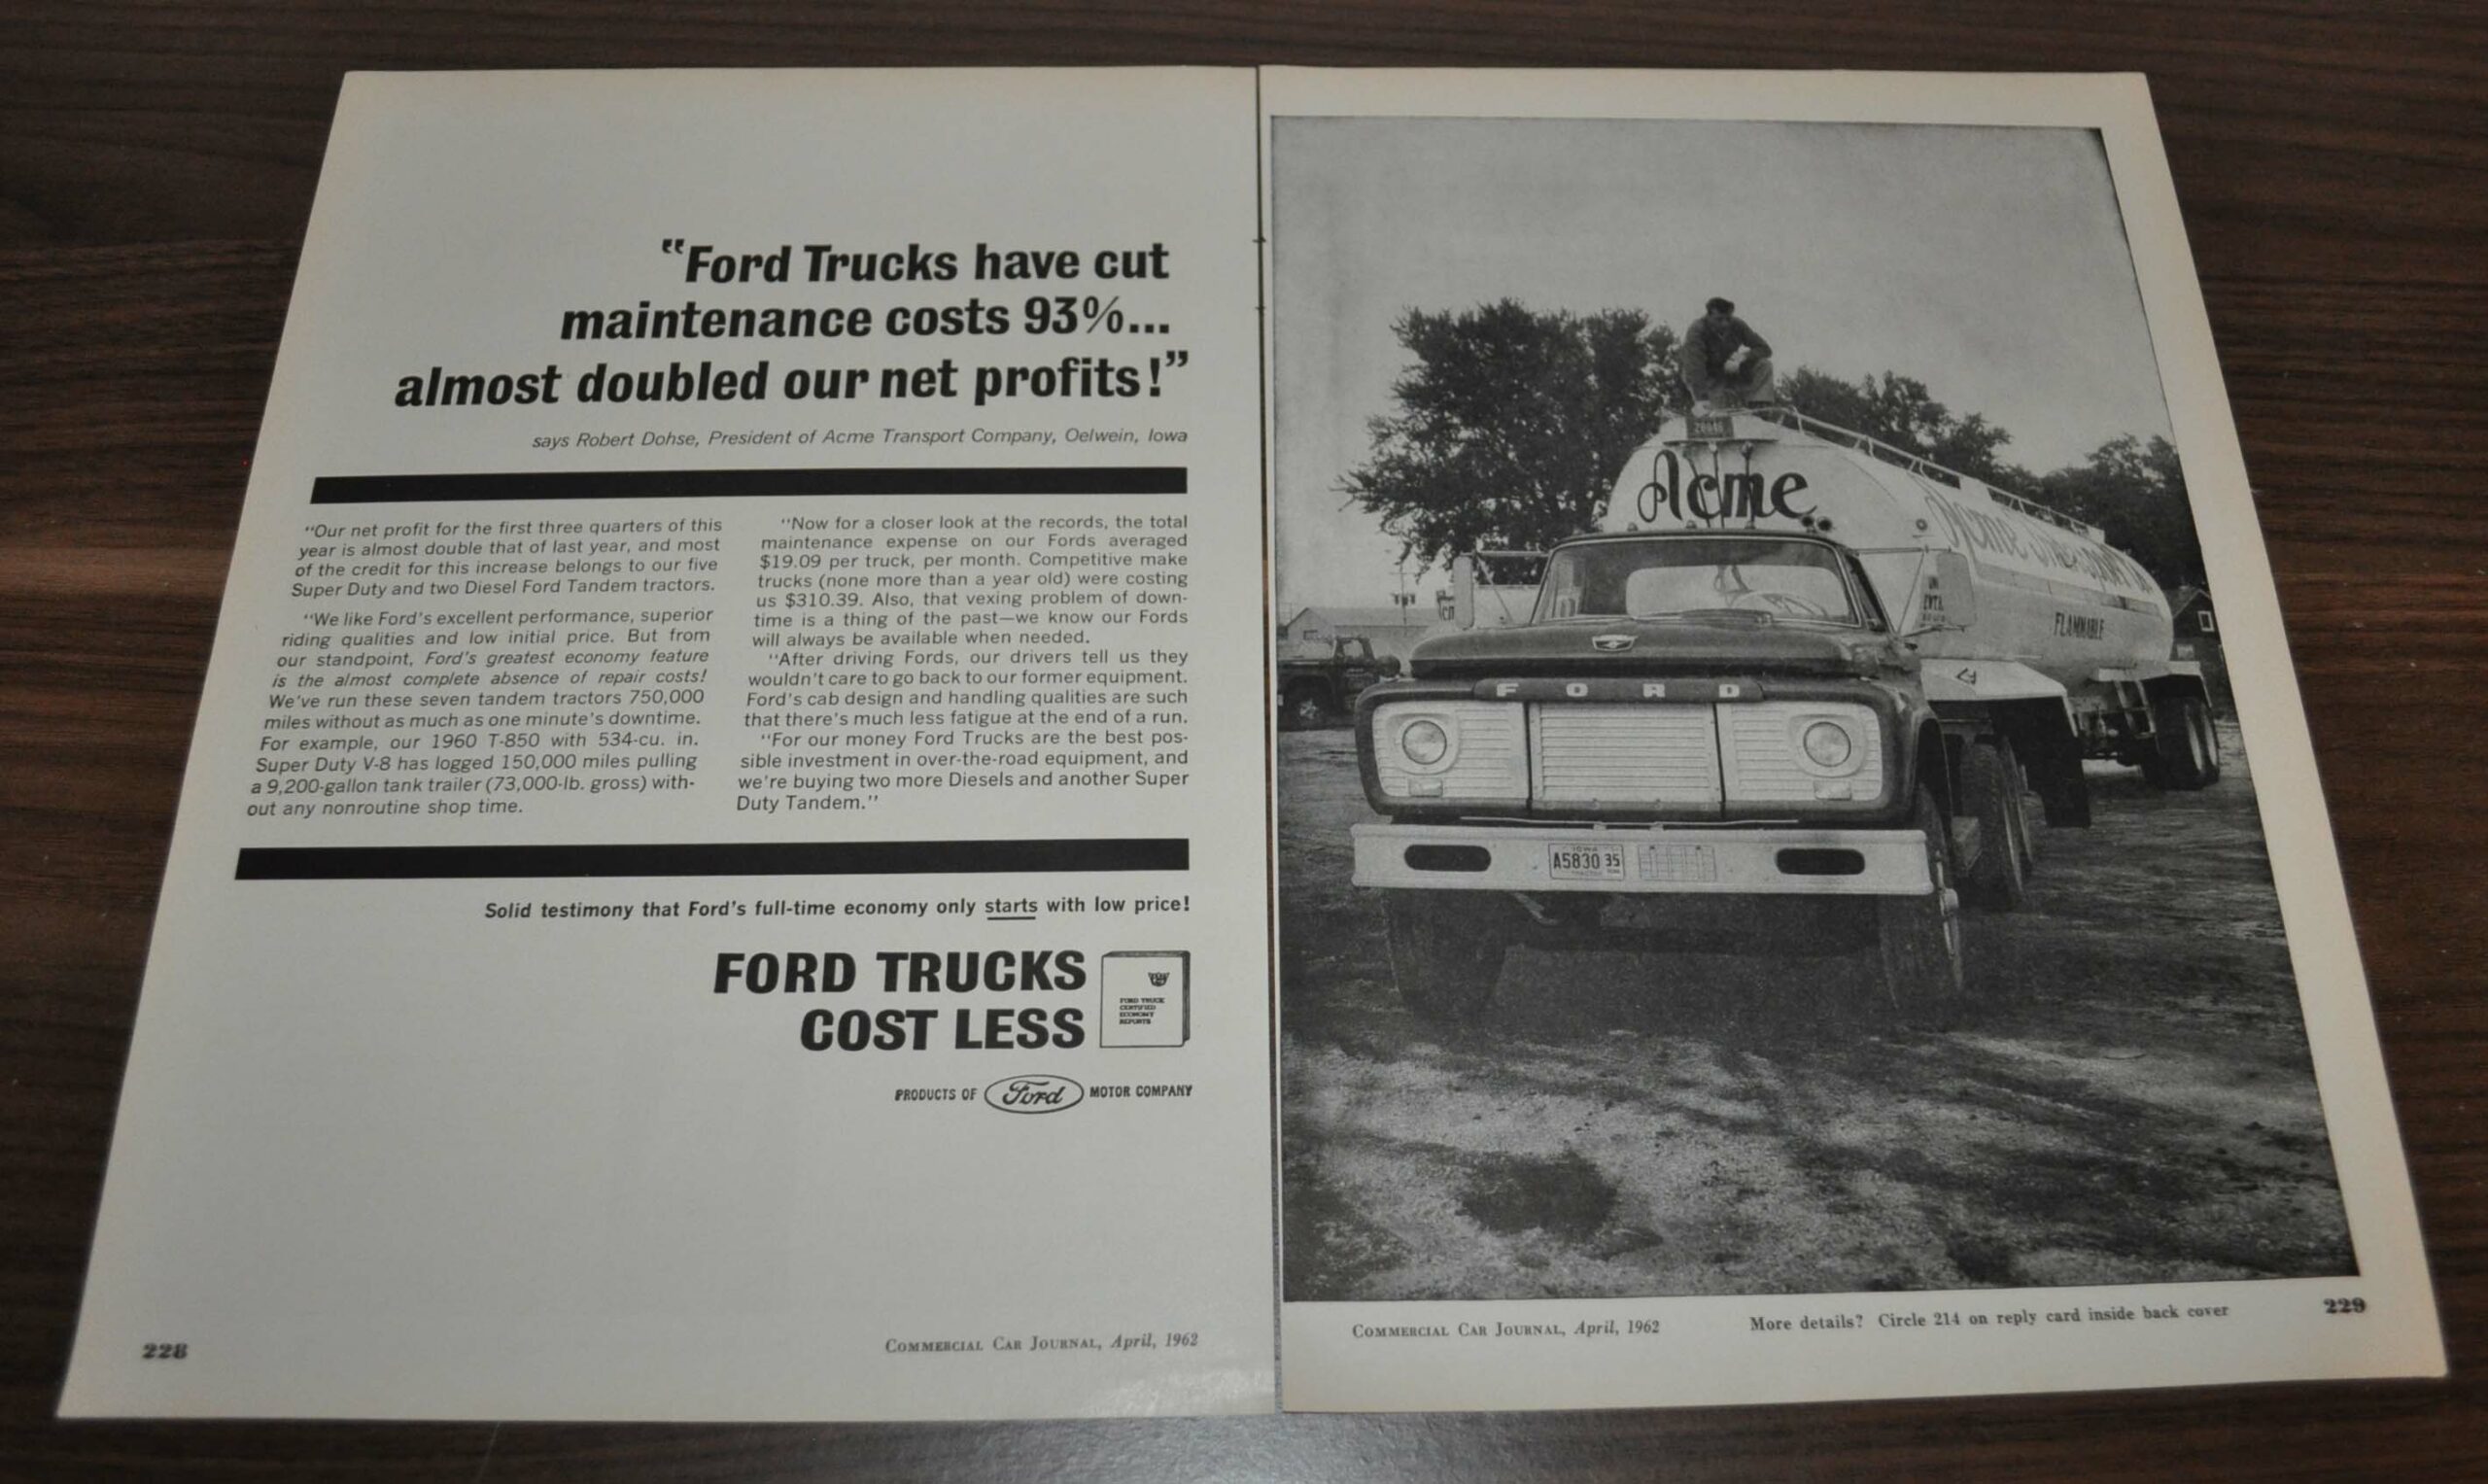 "Ford Trucks have cut
maintenance costs 93%...
almost doubled our net profits!"
says Robert Dohse, President of Acme Transport Company, Oelwein, Iowa
"Our net profit for the first three quarters of this
year is almost double that of last year, and most
of the credit for this increase belongs to our five
Super Duty and two Diesel Ford Tandem tractors.
"We like Ford's excellent performance, superior
riding qualities and low initial price. But from
our standpoint, Ford's greatest economy feature
is the almost complete absence of repair costs!
We've run these seven tandem tractors 750,000
miles without as much as one minute's downtime.
For example, our 1960 T-850 with 534-cu. in.
Super Duty V-8 has logged 150,000 miles pulling
a 9,200-gallon tank trailer (73,000-lb. gross) with-
out any nonroutine shop time.
"Now for a closer look at the records, the total
maintenance expense on our Fords averaged
$19.09 per truck, per month. Competitive make
trucks (none more than a year old) were costing
us $310.39. Also, that vexing problem of down-
time is a thing of the past—we know our Fords
will always be available when needed.
"After driving Fords, our drivers tell us they
wouldn't care to go back to our former equipment.
Ford's cab design and handling qualities are such
that there's much less fatigue at the end of a run.
"For our money Ford Trucks are the best pos-
sible investment in over-the-road equipment, and
we're buying two more Diesels and another Super
Duty Tandem."
Solid testimony that Ford's full-time economy only starts with low price!
FORD TRUCKS
COST LESS
FORD TRUCK
CERTIFIED
ECONOMY
REPORTS
PRODUCTS OF Ford MOTOR COMPANY
228
COMMERCIAL CAR JOURNAL, April, 1962
Acme
Acme
FLAMMABLE
FORD
IOWA
A5830 35
COMMERCIAL CAR JOURNAL, April, 1962
More details? Circle 214 on reply card inside back cover
229